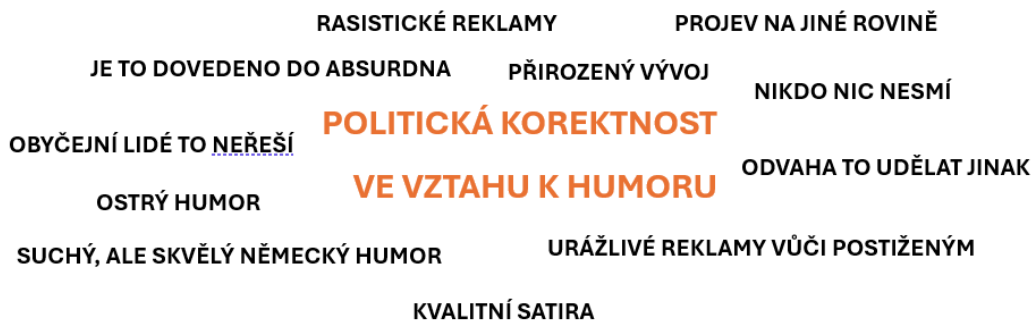 RASISTICKÉ REKLAMY
PROJEV NA JINÉ ROVINĚ
JE TO DOVEDENO DO ABSURDNA
PŘIROZENÝ VÝVOJ
NIKDO NIC NESMÍ
POLITICKÁ KOREKTNOST
OBYČEJNÍ LIDÉ TO NEŘEŠÍ
ODVAHA TO UDĚLAT JINAK
VE VZTAHU K HUMORU
OSTRÝ HUMOR
SUCHÝ, ALE SKVĚLÝ NĚMECKÝ HUMOR
URÁŽLIVÉ REKLAMY VŮČI POSTIŽENÝM
KVALITNÍ SATIRA